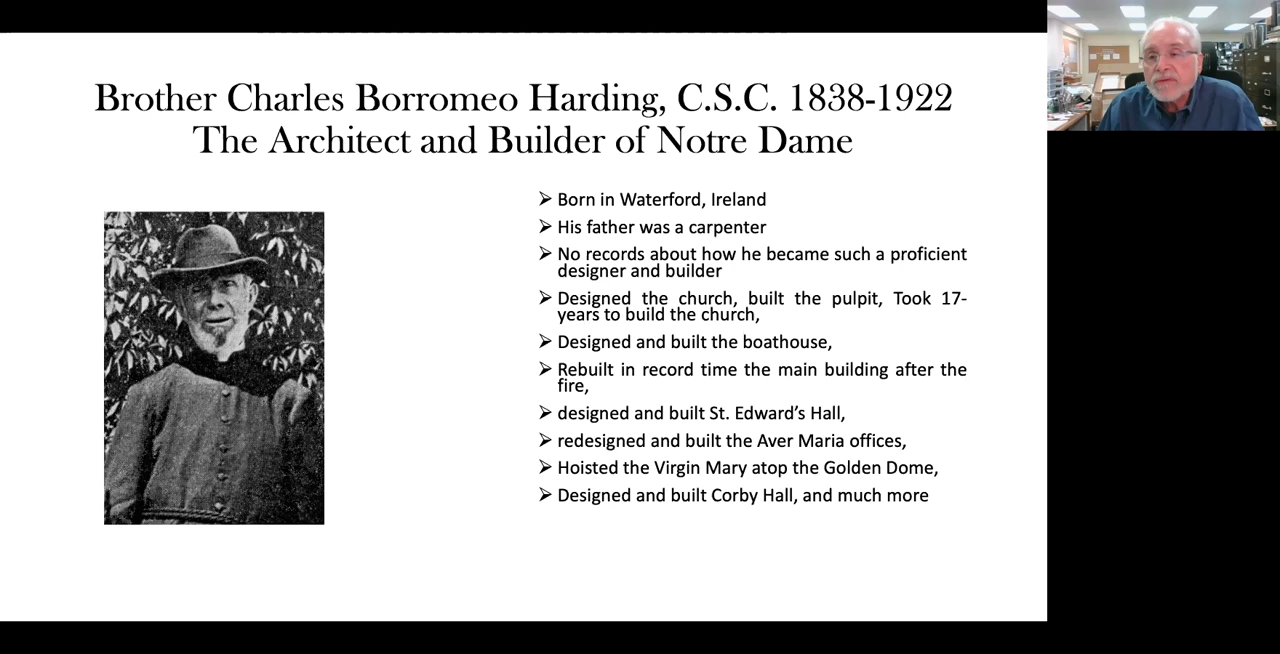 Brother Charles Borromeo Harding, C.S.C. 1838-1922
The Architect and Builder of Notre Dame
➢ Born in Waterford, Ireland
➢ His father was a carpenter
➢ No records about how he became such a proficient
designer and builder
➢ Designed the church, built the pulpit, Took 17-
years to build the church,
➢ Designed and built the boathouse,
➢ Rebuilt in record time the main building after the
fire,
➢ designed and built St. Edward’s Hall,
➢ redesigned and built the Aver Maria offices,
➢ Hoisted the Virgin Mary atop the Golden Dome,
➢ Designed and built Corby Hall, and much more